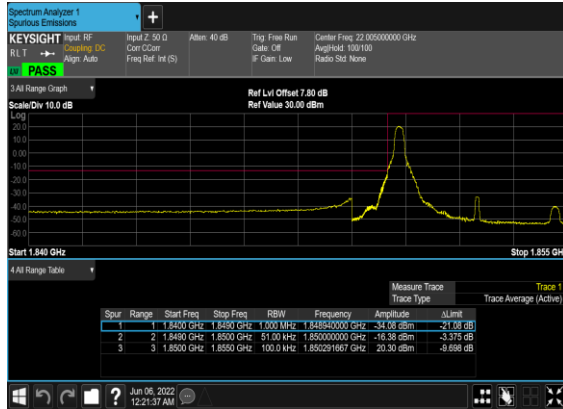 Spectrum Analyzer 1
Spurious Emissions
KEYSIGHT Input: RF Input Z: 50 Ω Atten: 40 dB Trig: Free Run Center Freq: 22.005000000 GHz
RLT Coupling: DC Corr CCorr Gate: Off Avg|Hold: 100/100
Align: Auto Freq Ref: Int (S) IF Gain: Low Radio Std: None
PASS
3 All Range Graph
Ref Lvl Offset 7.80 dB
Scale/Div 10.0 dB Ref Value 30.00 dBm
Log
20.0
10.0
0.00
-10.0
-20.0
-30.0
-40.0
-50.0
-60.0
Start 1.840 GHz Stop 1.855 GH
4 All Range Table
Measure Trace Trace 1
Trace Type Trace Average (Active)
Spur Range Start Freq Stop Freq RBW Frequency Amplitude ΔLimit
1 1 1.8400 GHz 1.8490 GHz 1.000 MHz 1.848940000 GHz -34.08 dBm -21.08 dB
2 2 1.8490 GHz 1.8500 GHz 51.00 kHz 1.850000000 GHz -16.38 dBm -3.375 dB
3 3 1.8500 GHz 1.8550 GHz 100.0 kHz 1.850291667 GHz 20.30 dBm -9.698 dB
? Jun 06, 2022
12:21:37 AM